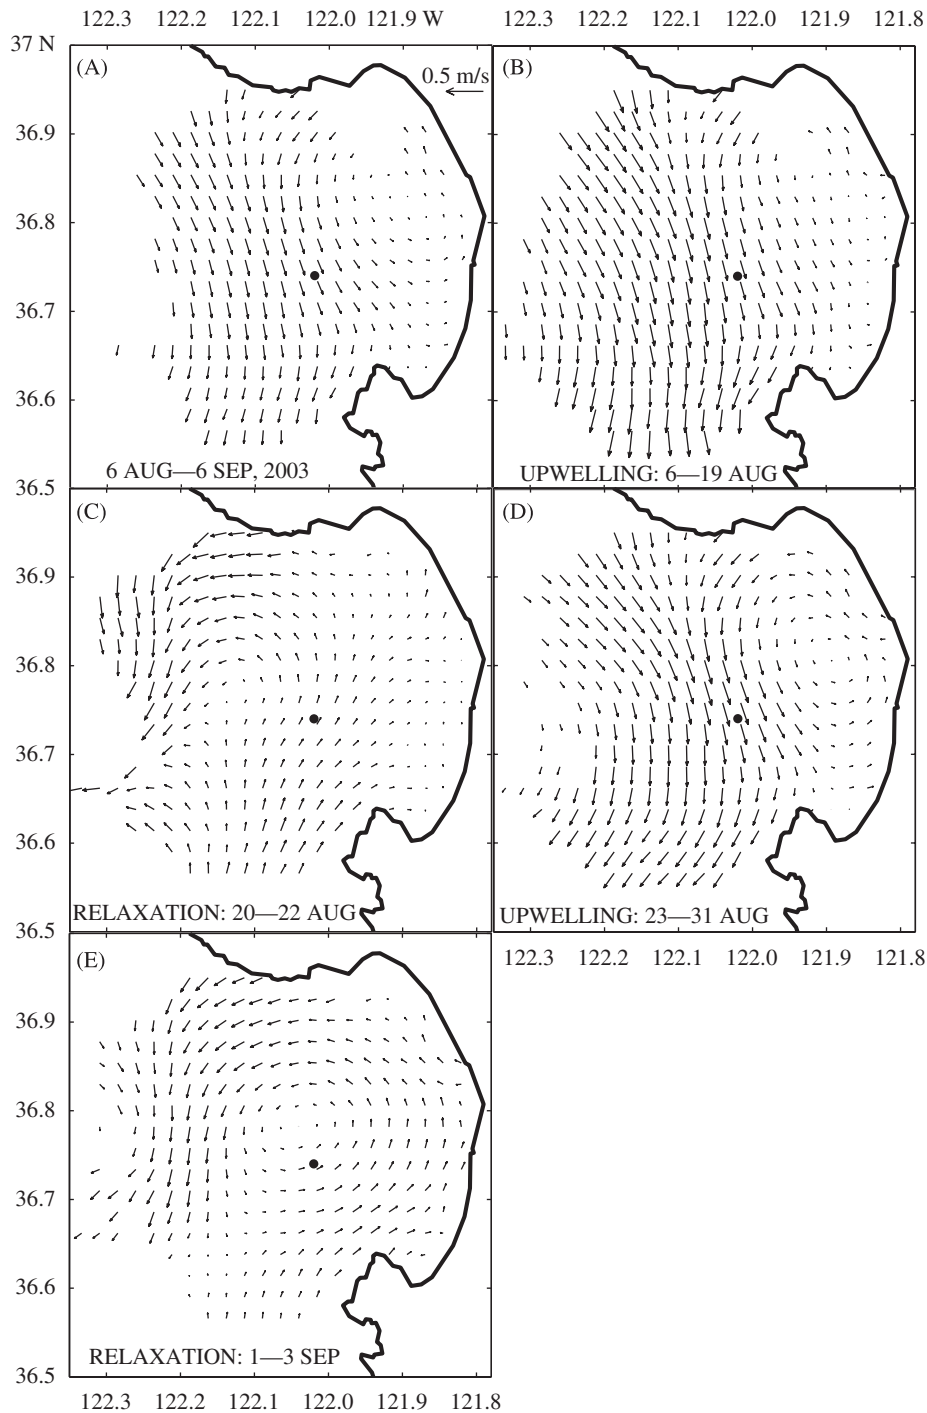 122.3 122.2 122.1 122.0 121.9 W 122.3 122.2 122.1 122.0 121.9 121.8
37 N
(A)
0.5 m/s
(B)
36.9
36.8
36.7
36.6
6 AUG—6 SEP, 2003
UPWELLING: 6—19 AUG
36.5
(C)
(D)
36.9
36.8
36.7
36.6
RELAXATION: 20—22 AUG
UPWELLING: 23—31 AUG
36.5
122.3 122.2 122.1 122.0 121.9 121.8
(E)
36.9
36.8
36.7
36.6
RELAXATION: 1—3 SEP
36.5
122.3 122.2 122.1 122.0 121.9 121.8